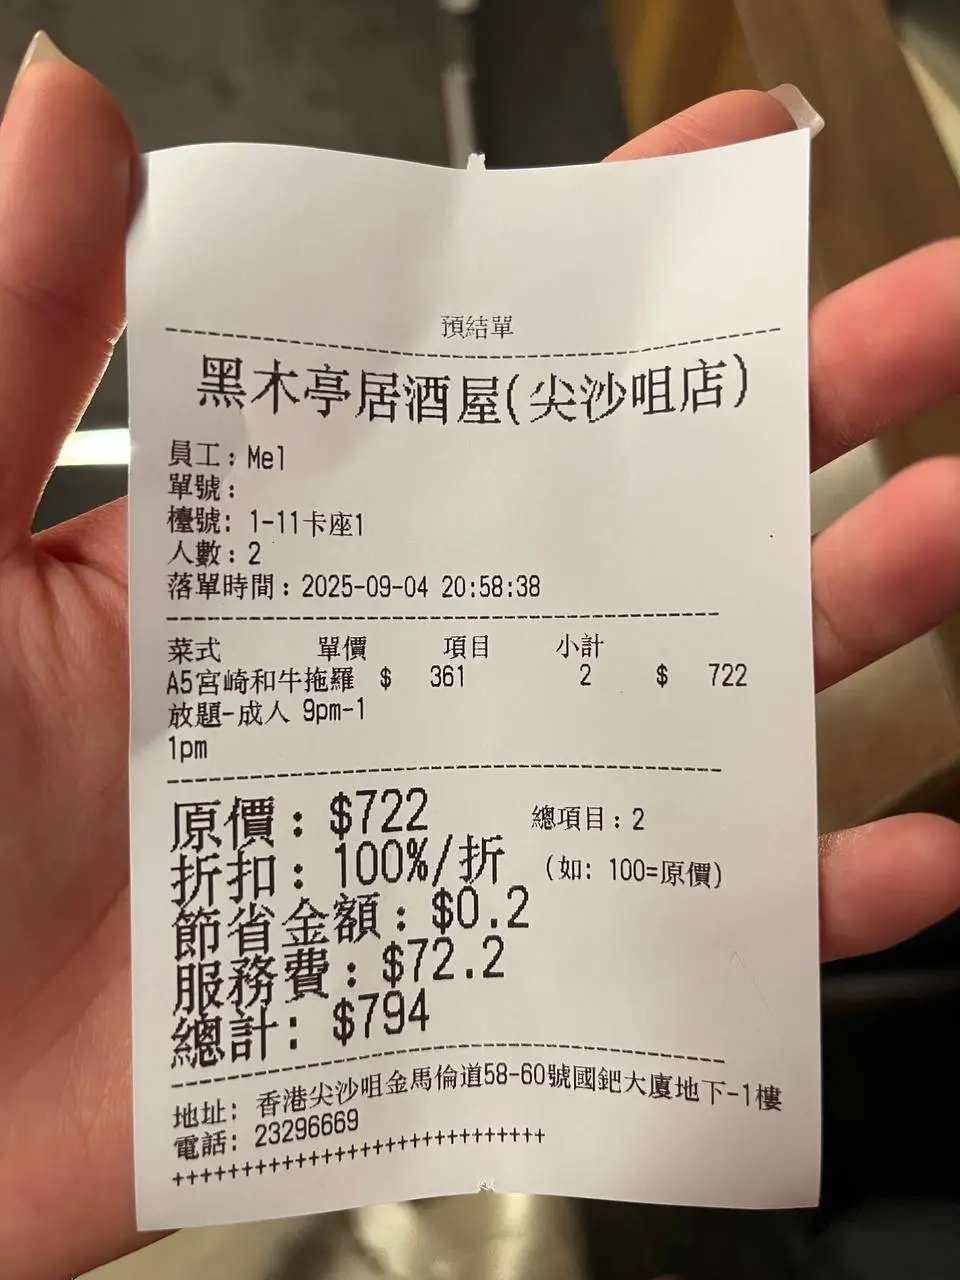 預結單
黑木亭居酒屋(尖沙咀店)
員工：Mel
單號：
檯號：1-11卡座1
人數：2
落單時間：2025-09-04 20:58:38
菜式 單價 項目 小計
A5宮崎和牛拖羅 $ 361 2 $ 722
放題-成人 9pm-1
1pm
原價：$722 總項目：2
折扣：100%/折 (如: 100=原價)
節省金額：$0.2
服務費：$72.2
總計：$794
地址：香港尖沙咀金馬倫道58-60號國鈀大廈地下-1樓
電話：23296669
++++++++++++++++++++++++++++